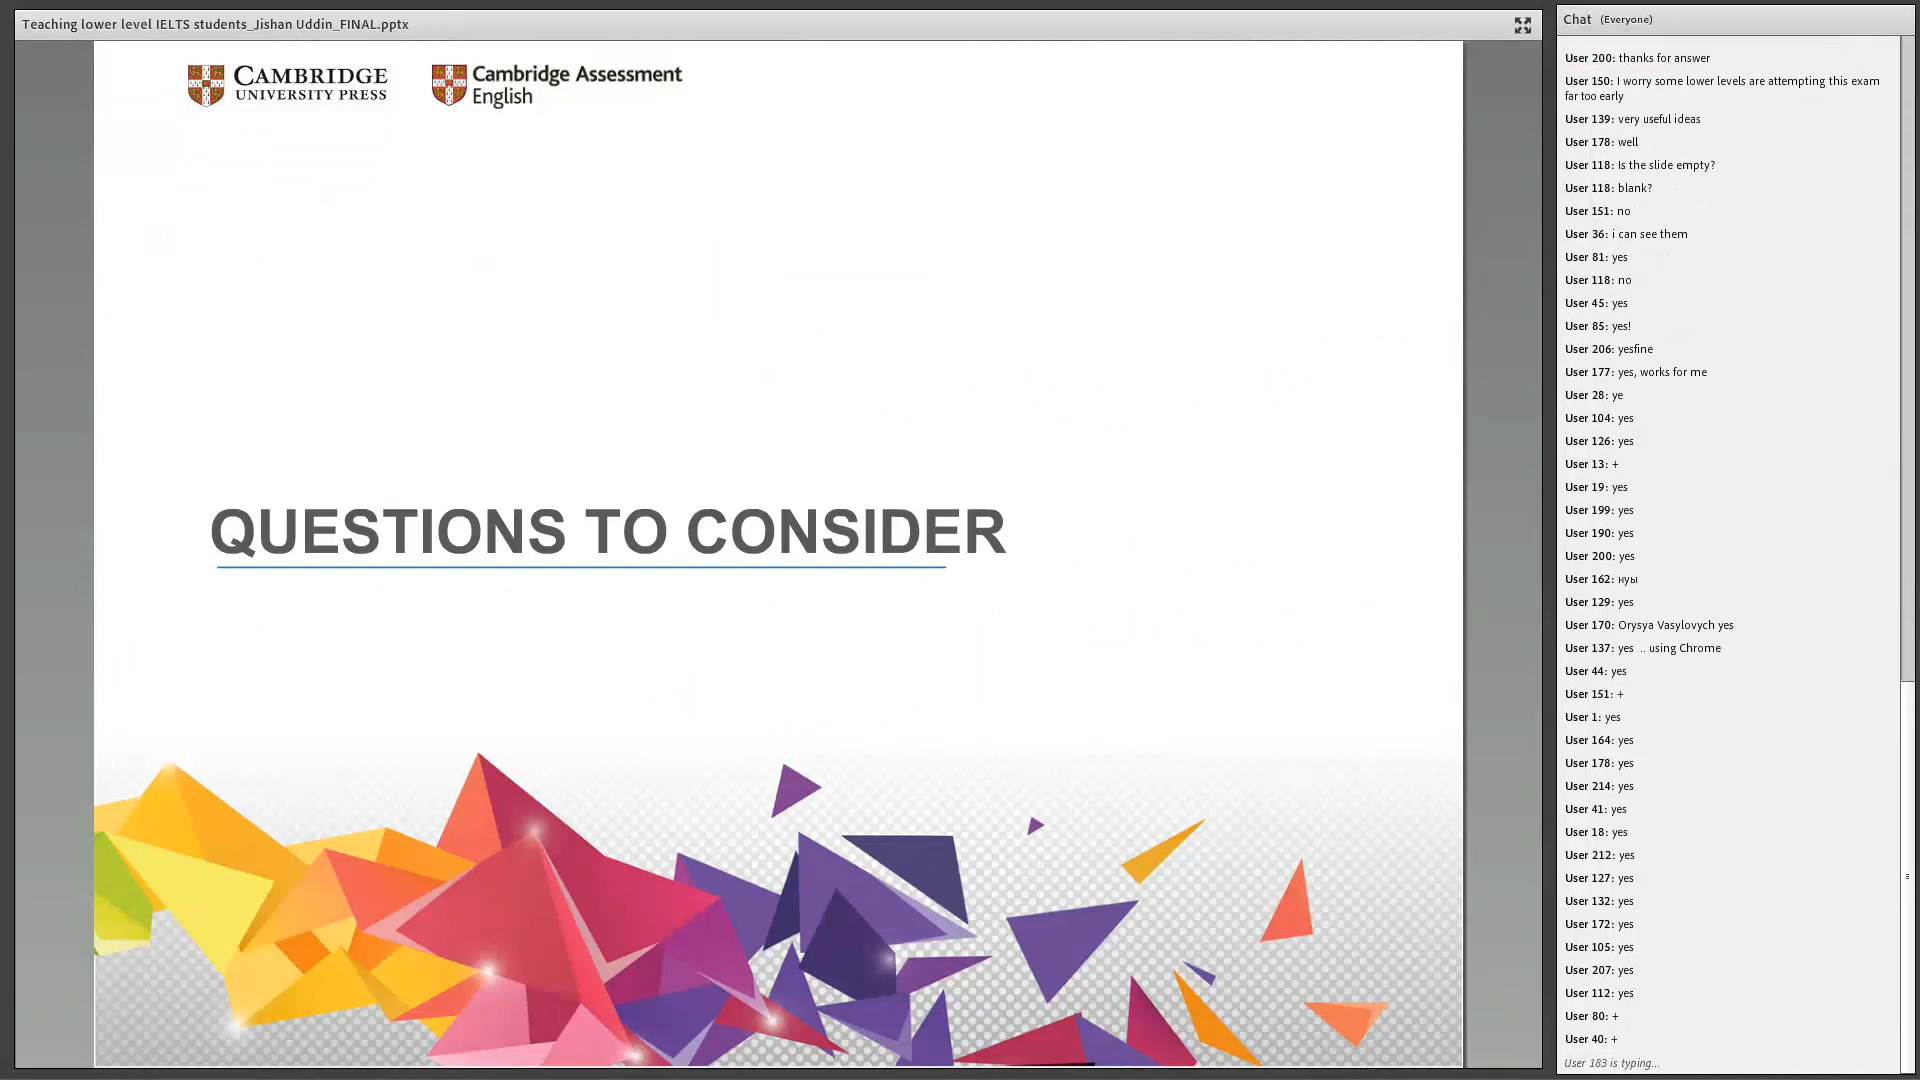 Teaching lower level IELTS students_Jishan Uddin_FINAL.pptx
CAMBRIDGE
UNIVERSITY PRESS
Cambridge Assessment
English
QUESTIONS TO CONSIDER
Chat (Everyone)
User 200: thanks for answer
User 150: I worry some lower levels are attempting this exam
far too early
User 139: very useful ideas
User 178: well
User 118: Is the slide empty?
User 118: blank?
User 151: no
User 36: i can see them
User 81: yes
User 118: no
User 45: yes
User 85: yes!
User 206: yesfine
User 177: yes, works for me
User 28: ye
User 104: yes
User 126: yes
User 13: +
User 19: yes
User 199: yes
User 190: yes
User 200: yes
User 162: нуы
User 129: yes
User 170: Orysya Vasylovych yes
User 137: yes .. using Chrome
User 44: yes
User 151: +
User 1: yes
User 164: yes
User 178: yes
User 214: yes
User 41: yes
User 18: yes
User 212: yes
User 127: yes
User 132: yes
User 172: yes
User 105: yes
User 207: yes
User 112: yes
User 80: +
User 40: +
User 183 is typing...